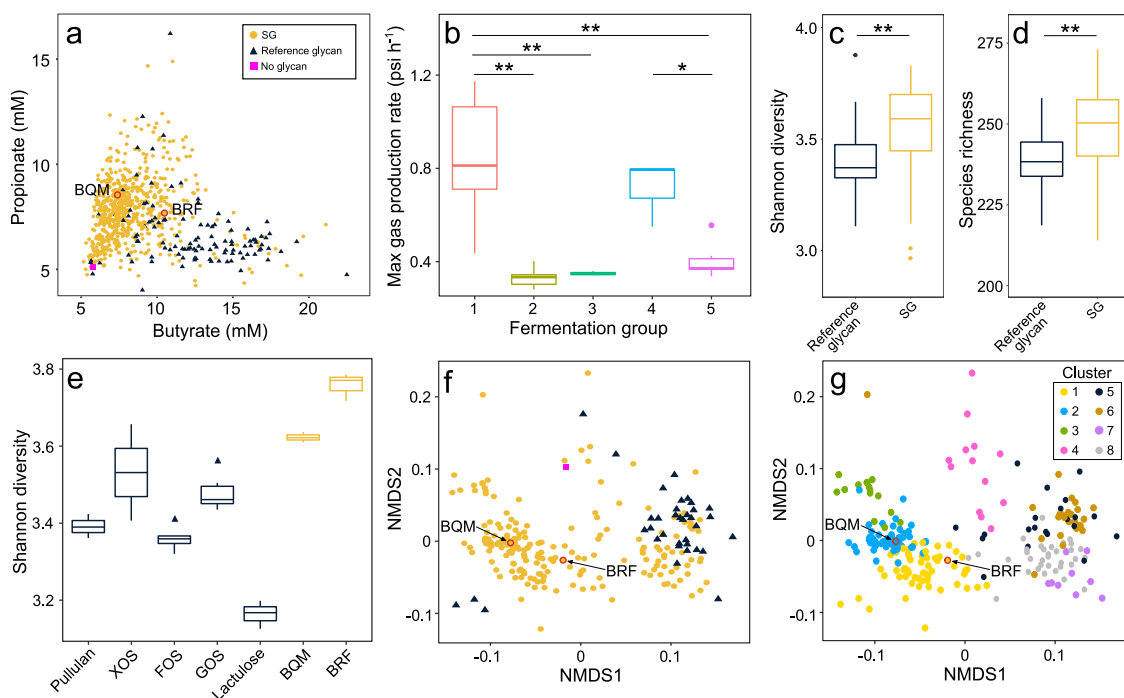 a
SG
Reference glycan
No glycan
Propionate (mM)
15
10
5
BQM
BRF
5
10
15
20
Butyrate (mM)
b
Max gas production rate (psi h⁻¹)
1.2
0.8
0.4
**
**
**
*
1
2
3
4
5
Fermentation group
c
**
Shannon diversity
3.5
3.0
Reference glycan
SG
d
**
Species richness
275
250
225
200
Reference glycan
SG
e
Shannon diversity
3.8
3.6
3.4
3.2
Pullulan
XOS
FOS
GOS
Lactulose
BQM
BRF
f
NMDS2
0.2
0.1
0
-0.1
BQM
BRF
-0.1
0
0.1
NMDS1
g
Cluster
1
2
3
4
5
6
7
8
NMDS2
0.2
0.1
0
-0.1
BQM
BRF
-0.1
0
0.1
NMDS1